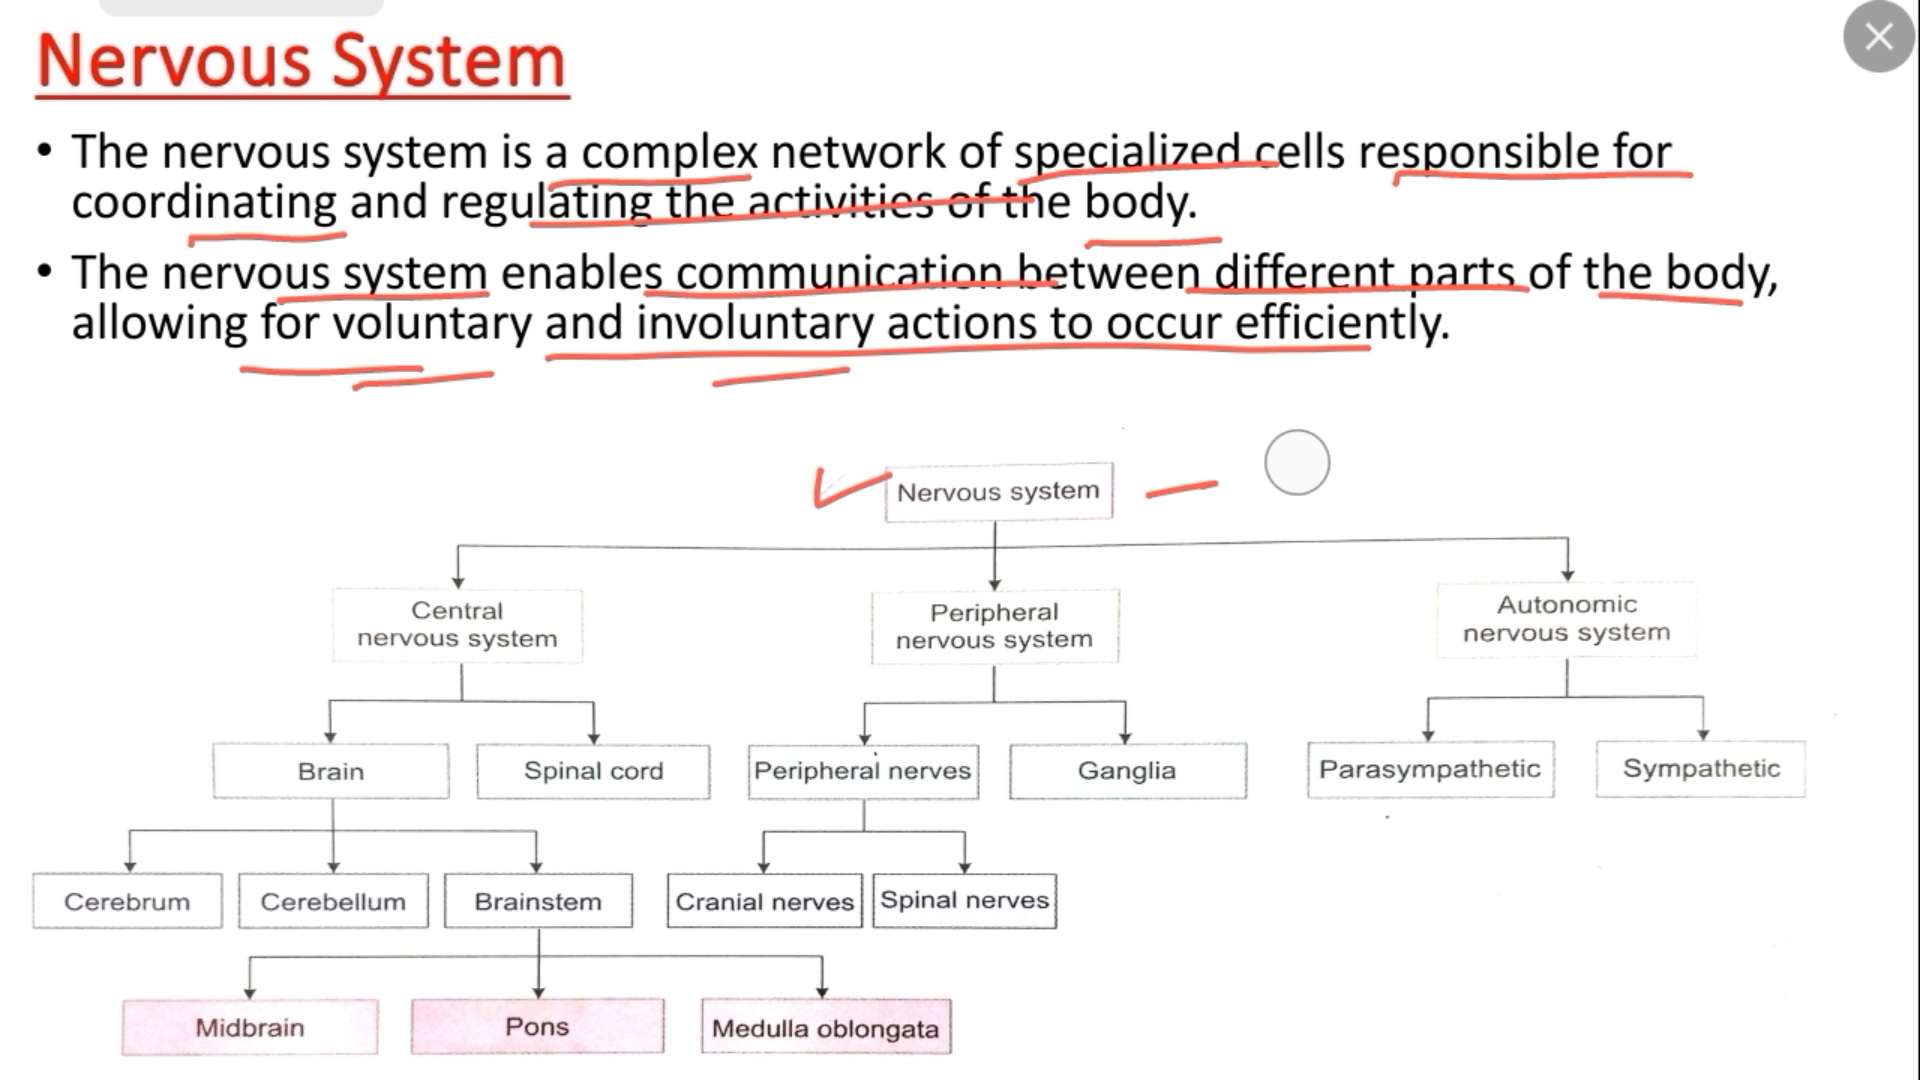 Nervous System
• The nervous system is a complex network of specialized cells responsible for
coordinating and regulating the activities of the body.
• The nervous system enables communication between different parts of the body,
allowing for voluntary and involuntary actions to occur efficiently.
Nervous system
Central
nervous system
Peripheral
nervous system
Autonomic
nervous system
Brain
Spinal cord
Peripheral nerves
Ganglia
Parasympathetic
Sympathetic
Cerebrum
Cerebellum
Brainstem
Cranial nerves
Spinal nerves
Midbrain
Pons
Medulla oblongata